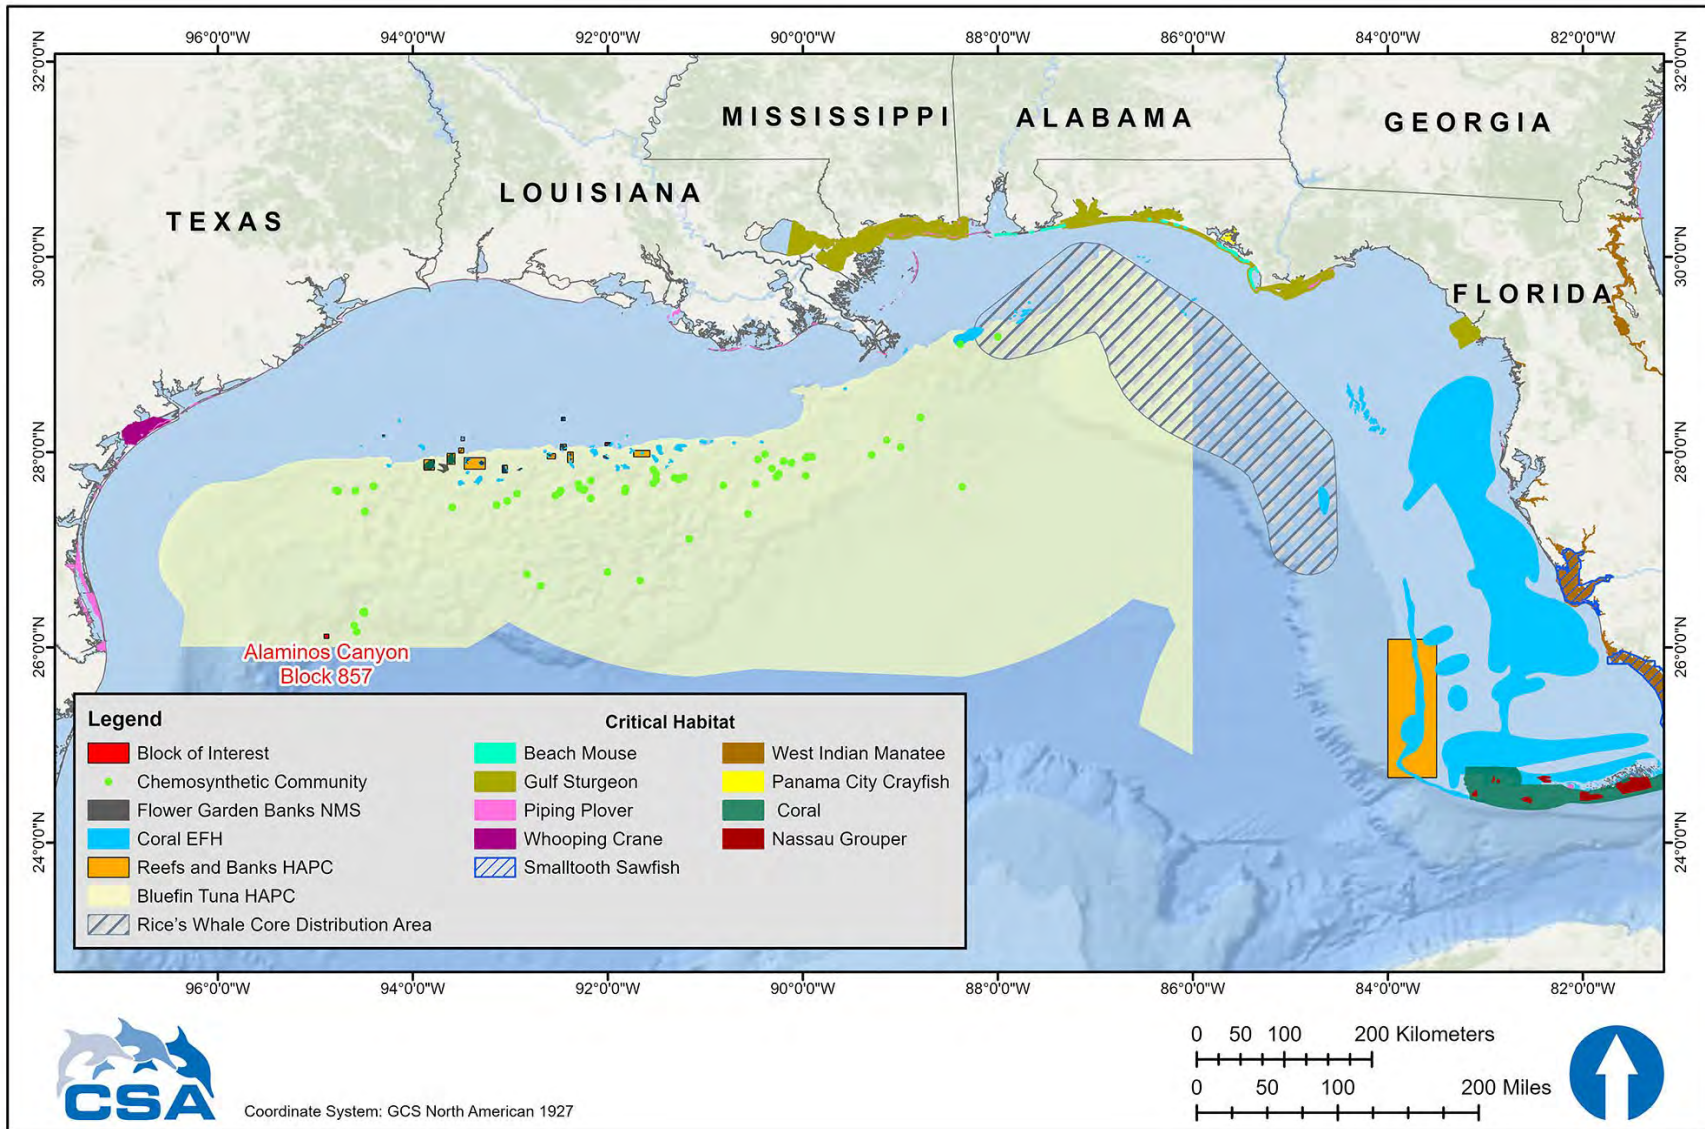 96°0'0"W 94°0'0"W 92°0'0"W 90°0'0"W 88°0'0"W 86°0'0"W 84°0'0"W 82°0'0"W
32°0'0"N 32°0'0"N
MISSISSIPPI ALABAMA GEORGIA
LOUISIANA
TEXAS
30°0'0"N 30°0'0"N
FLORIDA
28°0'0"N 28°0'0"N
26°0'0"N 26°0'0"N
Alaminos Canyon
Block 857
Legend
Block of Interest
Chemosynthetic Community
Flower Garden Banks NMS
Coral EFH
Reefs and Banks HAPC
Bluefin Tuna HAPC
Rice's Whale Core Distribution Area
Critical Habitat
Beach Mouse
Gulf Sturgeon
Piping Plover
Whooping Crane
Smalltooth Sawfish
West Indian Manatee
Panama City Crayfish
Coral
Nassau Grouper
24°0'0"N 24°0'0"N
96°0'0"W 94°0'0"W 92°0'0"W 90°0'0"W 88°0'0"W 86°0'0"W 84°0'0"W 82°0'0"W
CSA
Coordinate System: GCS North American 1927
0 50 100 200 Kilometers
0 50 100 200 Miles